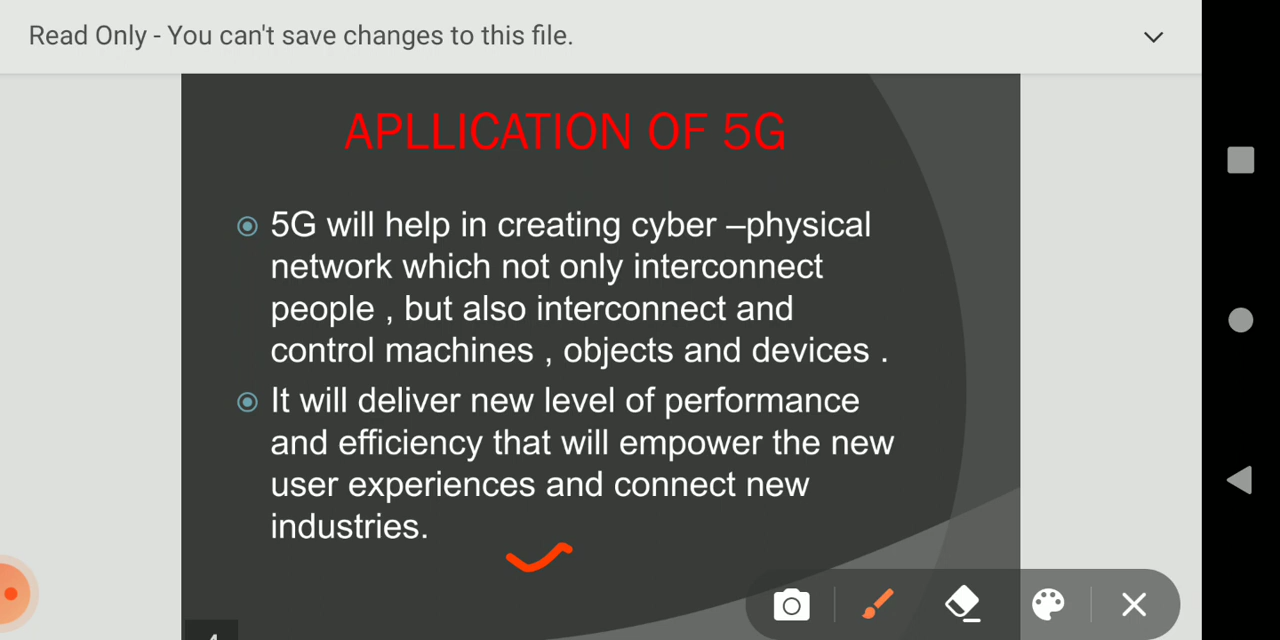 Read Only - You can't save changes to this file.
APLLICATION OF 5G
5G will help in creating cyber –physical
network which not only interconnect
people , but also interconnect and
control machines , objects and devices .
It will deliver new level of performance
and efficiency that will empower the new
user experiences and connect new
industries.